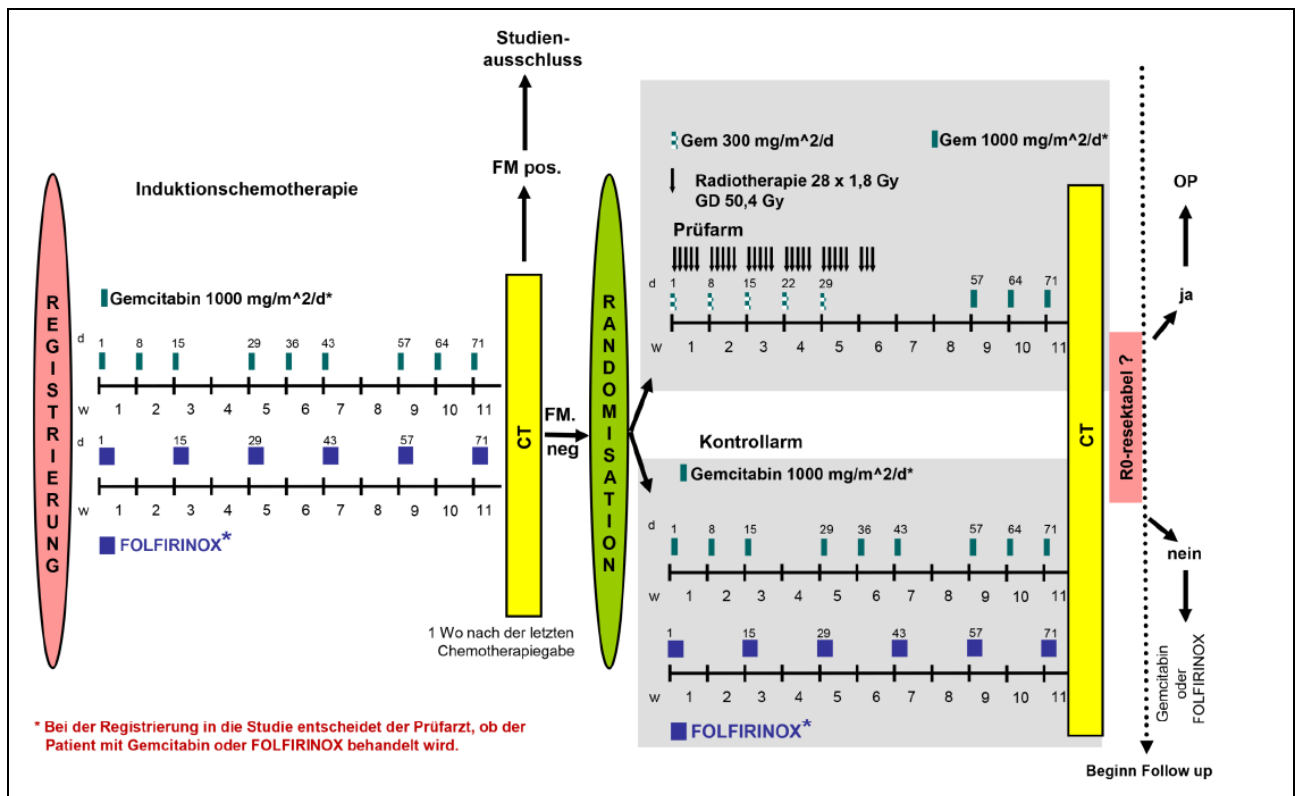 Studien-
ausschluss
FM pos.
Induktionschemotherapie
REGISTRIERUNG
Gemcitabin 1000 mg/m^2/d*
d
1 8 15 29 36 43 57 64 71
w
1 2 3 4 5 6 7 8 9 10 11
d
1 15 29 43 57 71
w
1 2 3 4 5 6 7 8 9 10 11
FOLFIRINOX*
CT
1 Wo nach der letzten
Chemotherapiegabe
FM.
neg
RANDOMISATION
Gem 300 mg/m^2/d
Gem 1000 mg/m^2/d*
Radiotherapie 28 x 1,8 Gy
GD 50,4 Gy
Prüfarm
d
1 8 15 22 29 57 64 71
w
1 2 3 4 5 6 7 8 9 10 11
Kontrollarm
Gemcitabin 1000 mg/m^2/d*
d
1 8 15 29 36 43 57 64 71
w
1 2 3 4 5 6 7 8 9 10 11
1 15 29 43 57 71
w
1 2 3 4 5 6 7 8 9 10 11
FOLFIRINOX*
CT
R0-resektabel ?
OP
ja
nein
Gemcitabin
oder
FOLFIRINOX
Beginn Follow up
* Bei der Registrierung in die Studie entscheidet der Prüfarzt, ob der
Patient mit Gemcitabin oder FOLFIRINOX behandelt wird.